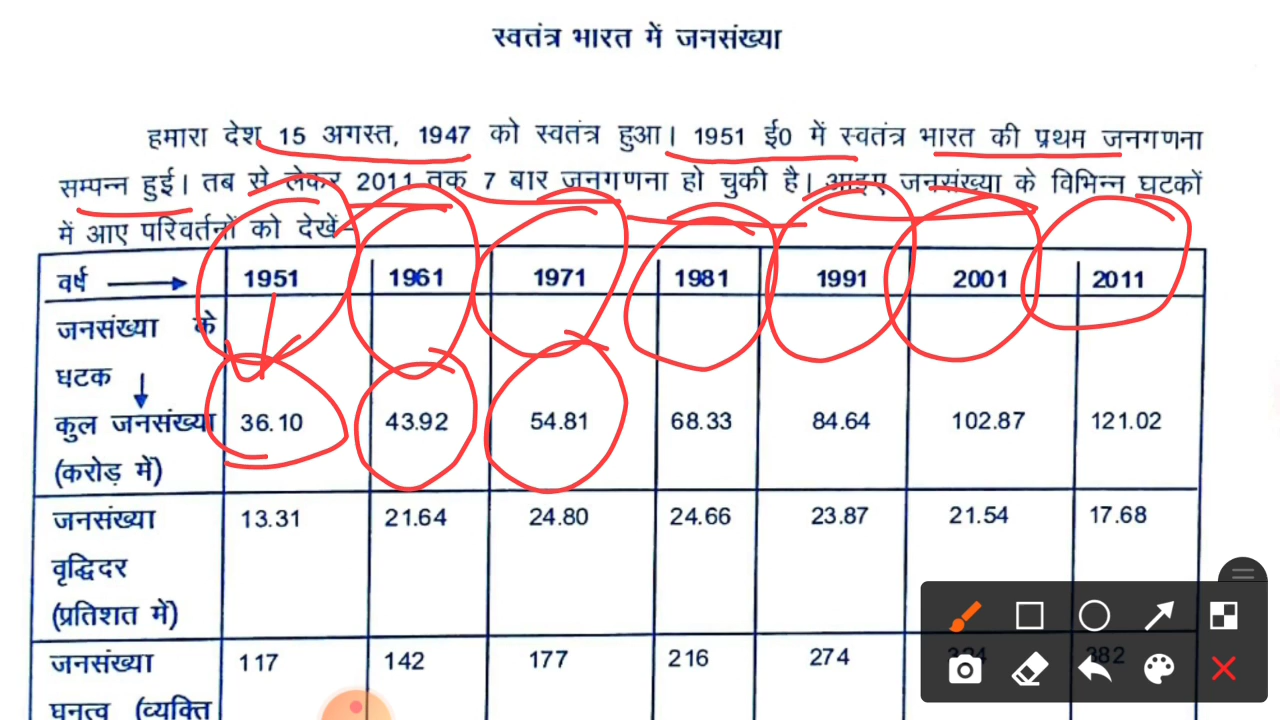 स्वतंत्र भारत में जनसंख्या
हमारा देश 15 अगस्त, 1947 को स्वतंत्र हुआ। 1951 ई0 में स्वतंत्र भारत की प्रथम जनगणना
सम्पन्न हुई। तब से लेकर 2011 तक 7 बार जनगणना हो चुकी है। आइए जनसंख्या के विभिन्न घटकों
में आए परिवर्तनों को देखें–
वर्ष 1951 1961 1971 1981 1991 2001 2011
जनसंख्या के
घटक
कुल जनसंख्या 36.10 43.92 54.81 68.33 84.64 102.87 121.02
(करोड़ में)
जनसंख्या 13.31 21.64 24.80 24.66 23.87 21.54 17.68
वृद्धिदर
(प्रतिशत में)
जनसंख्या 117 142 177 216 274 382
घनत्व (व्यक्ति